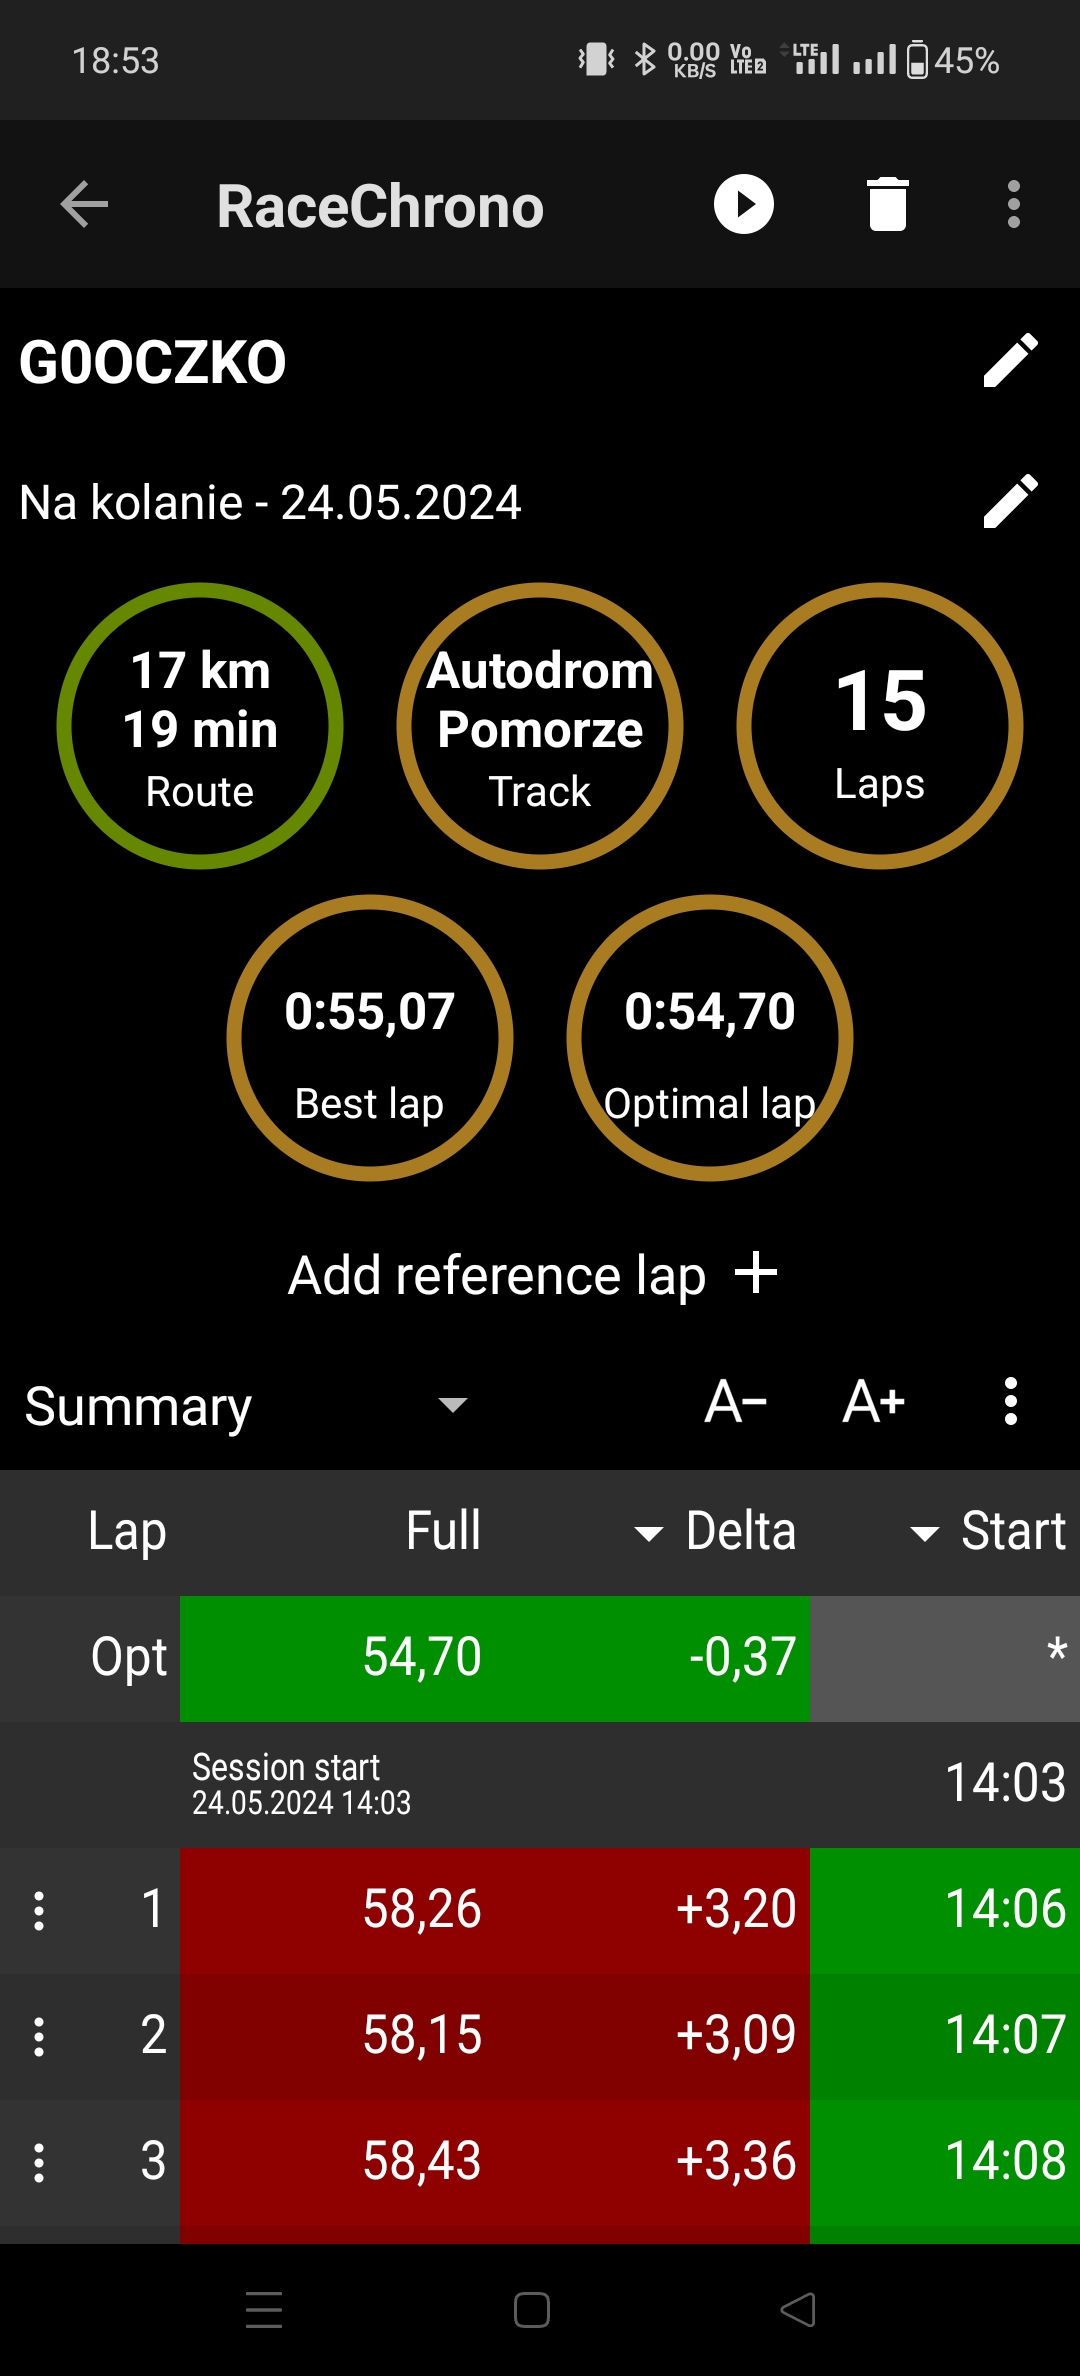 18:53 0.00 KB/S Vo LTE 2 LTE 45%
RaceChrono
G0OCZKO
Na kolanie - 24.05.2024
17 km
19 min
Route
Autodrom
Pomorze
Track
15
Laps
0:55,07
Best lap
0:54,70
Optimal lap
Add reference lap +
Summary A- A+
Lap Full Delta Start
Opt 54,70 -0,37 *
Session start
24.05.2024 14:03
14:03
1 58,26 +3,20 14:06
2 58,15 +3,09 14:07
3 58,43 +3,36 14:08